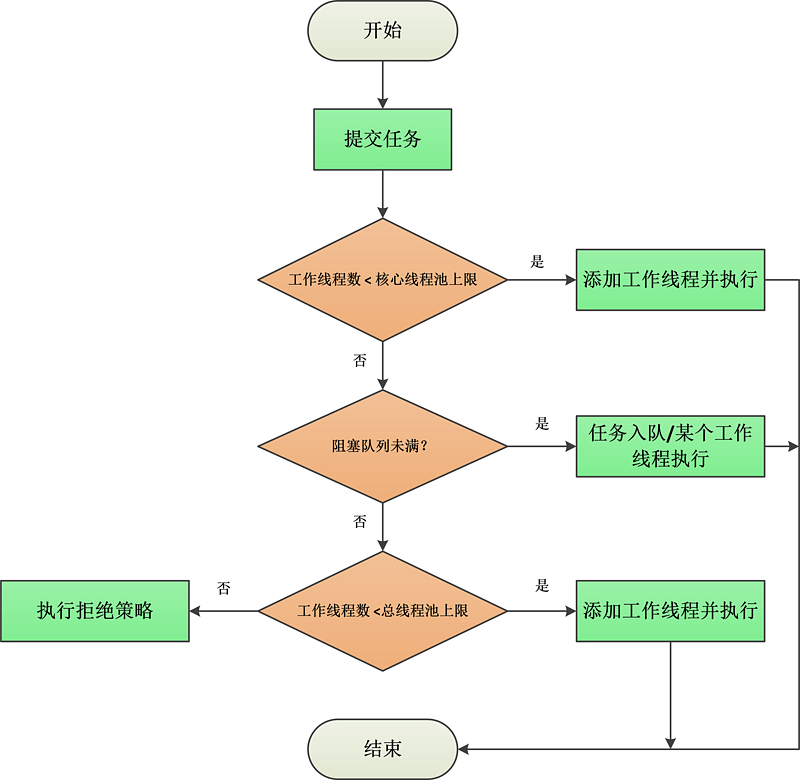 开始
提交任务
工作线程数 < 核心线程池上限
是
添加工作线程并执行
否
阻塞队列未满？
是
任务入队/某个工作
线程执行
否
工作线程数 <总线程池上限
是
添加工作线程并执行
否
执行拒绝策略
结束